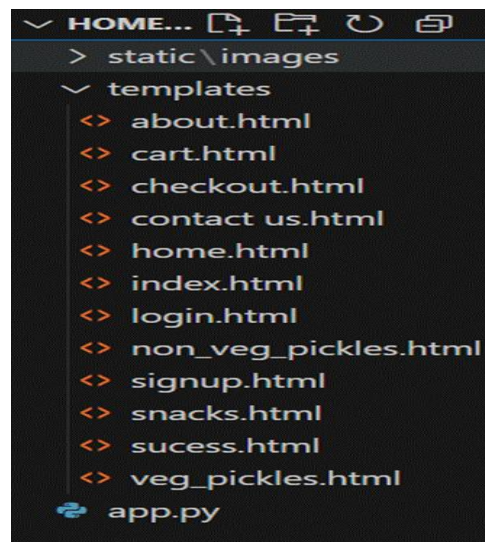 HOME...
static\images
templates
about.html
cart.html
checkout.html
contact us.html
home.html
index.html
login.html
non_veg_pickles.html
signup.html
snacks.html
sucess.html
veg_pickles.html
app.py